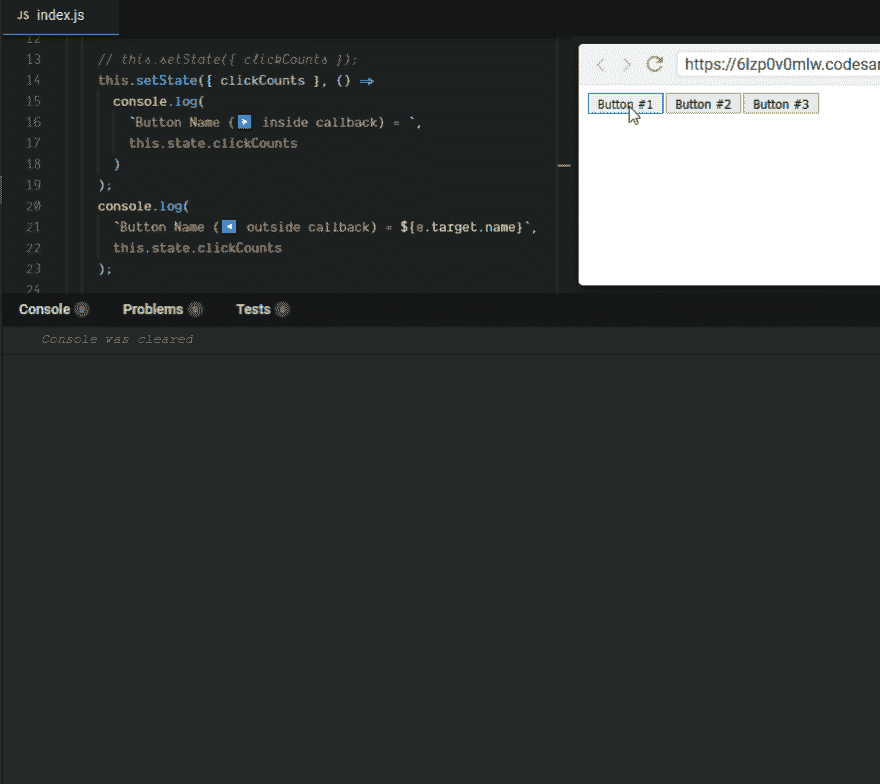 JS index.js
12
13 // this.setState({ clickCounts });
14 this.setState({ clickCounts }, () =>
15 console.log(
16 `Button Name (▶️ inside callback) = `,
17 this.state.clickCounts
18 )
19 );
20 console.log(
21 `Button Name (◀️ outside callback) = ${e.target.name}`,
22 this.state.clickCounts
23 );
24
https://6lzp0v0mlw.codesan
Button #1 Button #2 Button #3
Console 0 Problems 0 Tests 0
Console was cleared